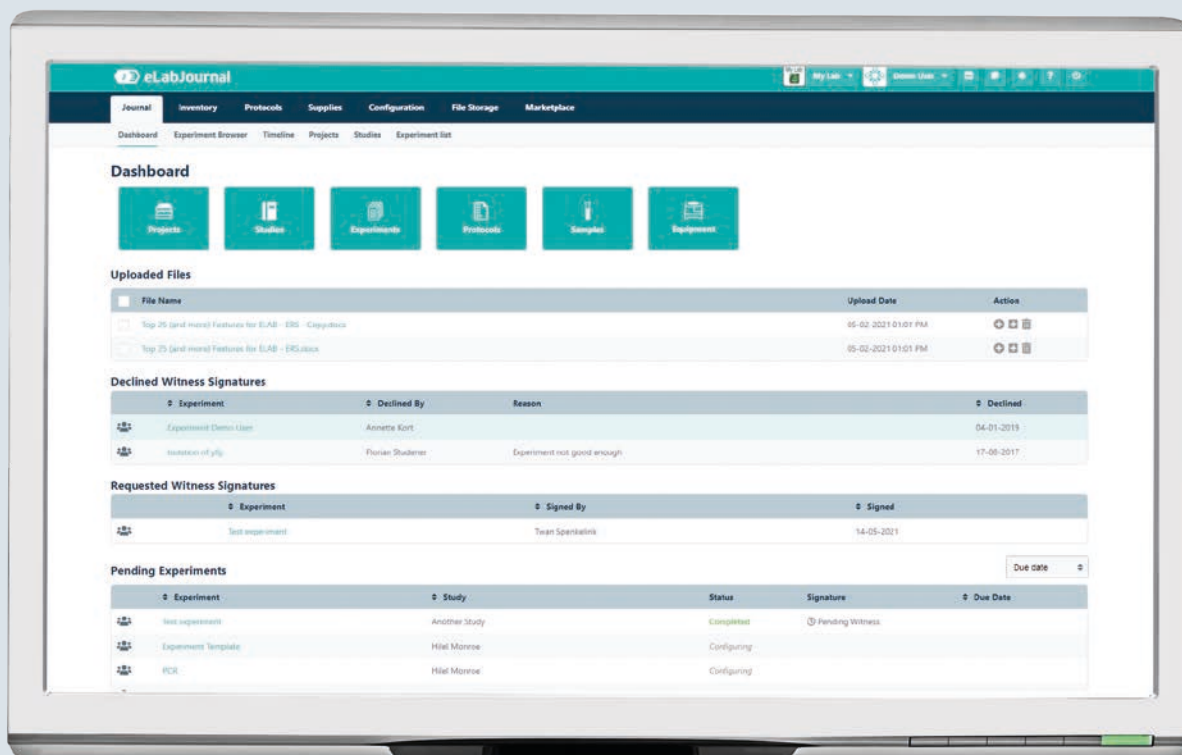 eLabJournal
My Lab
My Lab Demo User ?
Journal Inventory Protocols Supplies Configuration File Storage Marketplace
Dashboard Experiment Browser Timeline Projects Studies Experiment list
Dashboard
Projects Studies Experiments Protocols Samples Equipment
Uploaded Files
File Name Upload Date Action
Top 25 (and more) Features for ELAB - ERS - Copy.docx 05-02-2021 01:01 PM
Top 25 (and more) Features for ELAB - ERS.docx 05-02-2021 01:01 PM
Declined Witness Signatures
Experiment Declined By Reason Declined
Experiment Demo User Annette Kort 04-01-2019
Isolation of yfg Florian Studener Experiment not good enough 17-08-2017
Requested Witness Signatures
Experiment Signed By Signed
Test experiment Twan Spenkelink 14-05-2021
Pending Experiments Due date
Experiment Study Status Signature Due Date
Test experiment Another Study Completed Pending Witness
Experiment Template Hilel Monroe Configuring
PCR Hilel Monroe Configuring